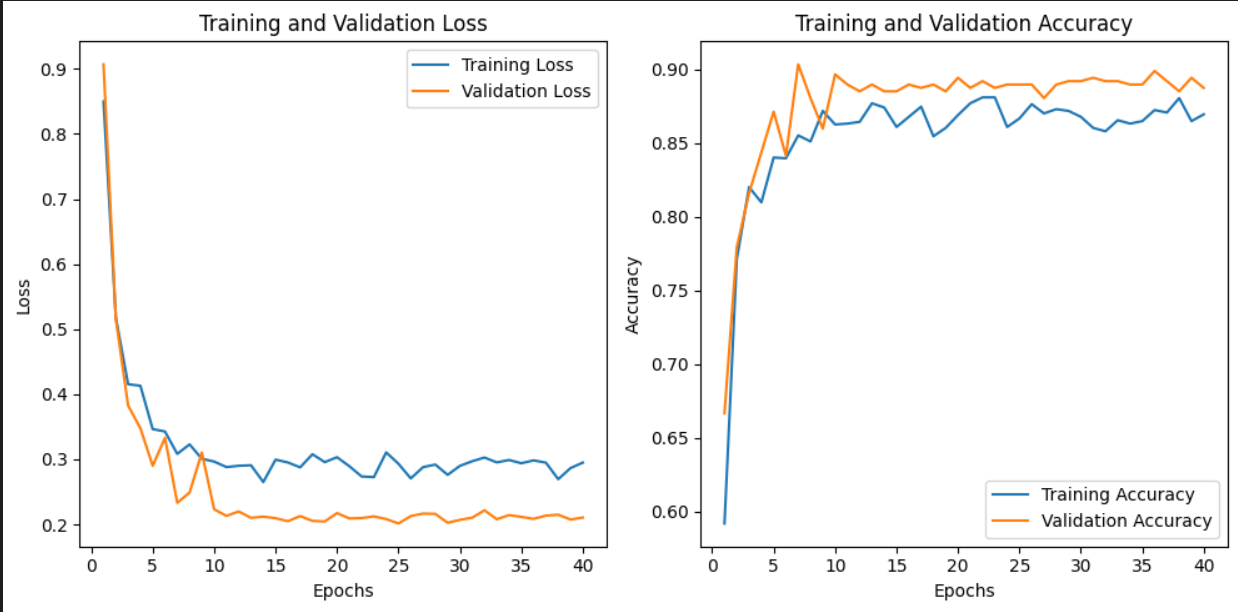 Training and Validation Loss
Training Loss
Validation Loss
0.9
0.8
0.7
0.6
0.5
0.4
0.3
0.2
Loss
0 5 10 15 20 25 30 35 40
Epochs
Training and Validation Accuracy
0.90
0.85
0.80
0.75
0.70
0.65
0.60
Accuracy
Training Accuracy
Validation Accuracy
0 5 10 15 20 25 30 35 40
Epochs